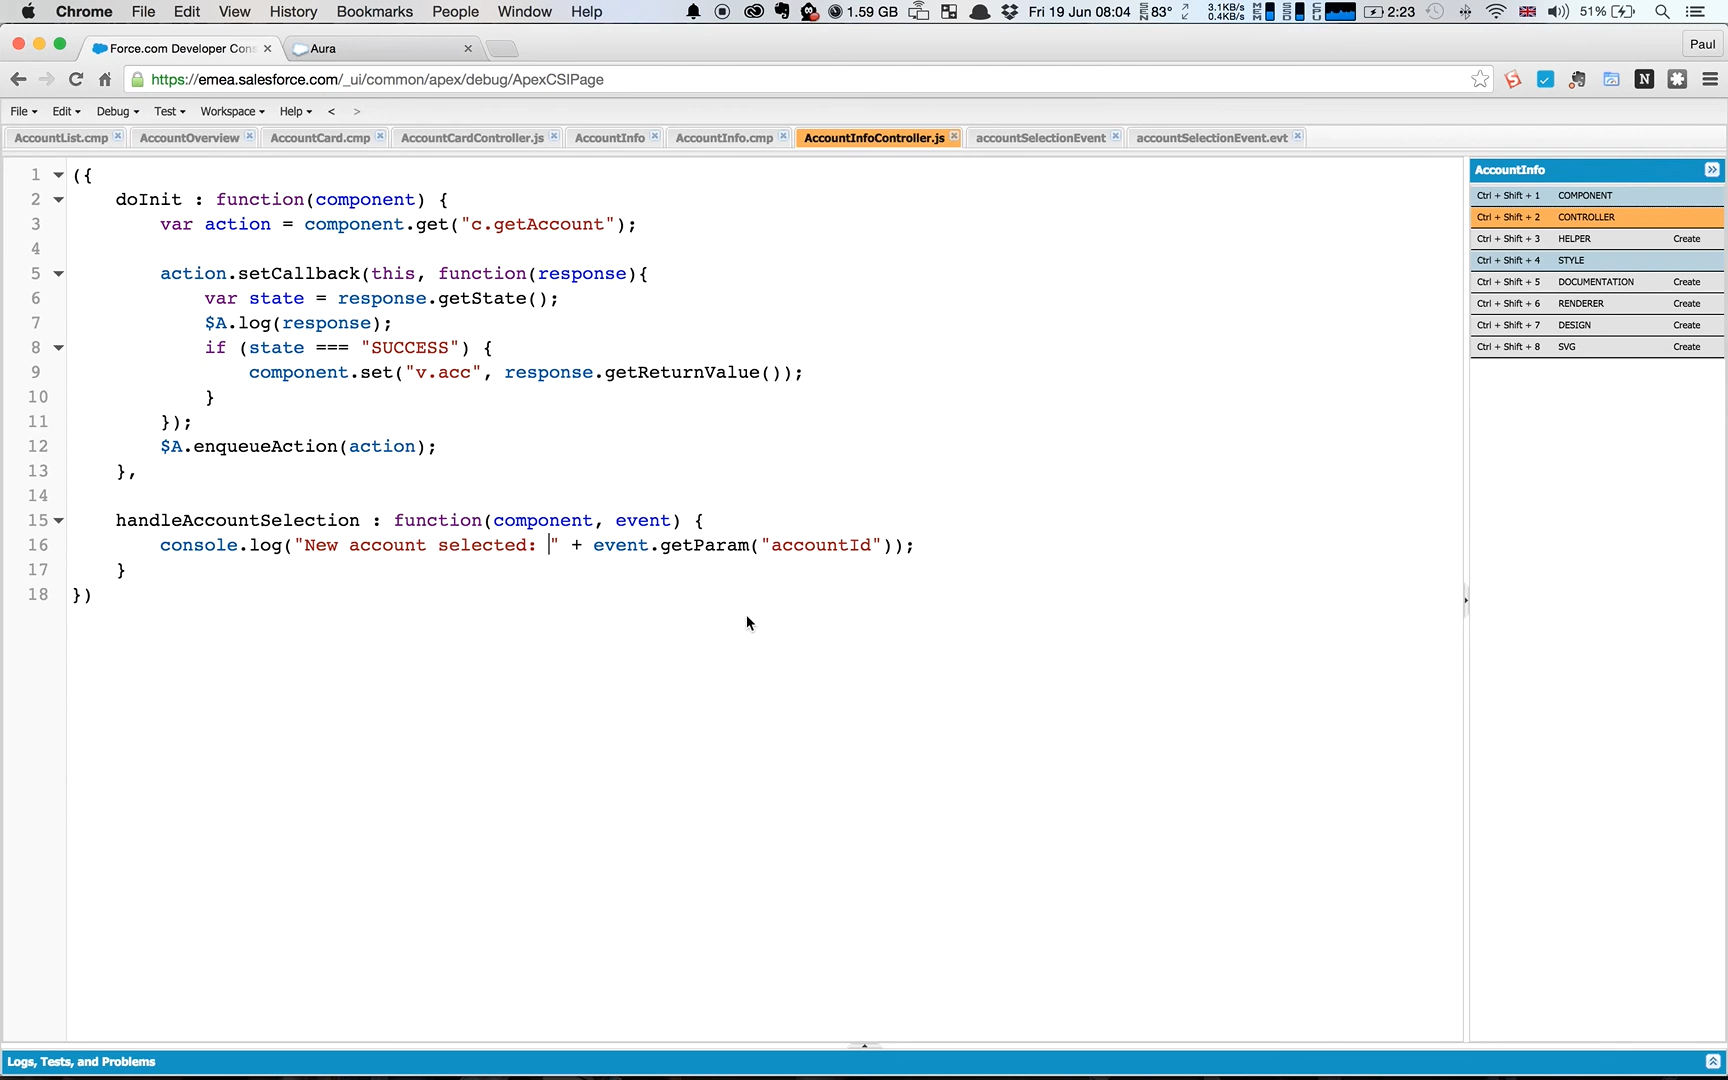 Chrome File Edit View History Bookmarks People Window Help 1.59 GB Fri 19 Jun 08:04 83° 3.1KB/s 0.4KB/s 2:23 51%
Force.com Developer Cons Aura Paul
https://emea.salesforce.com/_ui/common/apex/debug/ApexCSIPage
File Edit Debug Test Workspace Help < >
AccountList.cmp AccountOverview AccountCard.cmp AccountCardController.js AccountInfo AccountInfo.cmp AccountInfoController.js accountSelectionEvent accountSelectionEvent.evt
1 ({
2 doInit : function(component) {
3 var action = component.get("c.getAccount");
4
5 action.setCallback(this, function(response){
6 var state = response.getState();
7 $A.log(response);
8 if (state === "SUCCESS") {
9 component.set("v.acc", response.getReturnValue());
10 }
11 });
12 $A.enqueueAction(action);
13 },
14
15 handleAccountSelection : function(component, event) {
16 console.log("New account selected: " + event.getParam("accountId"));
17 }
18 })
AccountInfo
Ctrl + Shift + 1 COMPONENT
Ctrl + Shift + 2 CONTROLLER
Ctrl + Shift + 3 HELPER Create
Ctrl + Shift + 4 STYLE
Ctrl + Shift + 5 DOCUMENTATION Create
Ctrl + Shift + 6 RENDERER Create
Ctrl + Shift + 7 DESIGN Create
Ctrl + Shift + 8 SVG Create
Logs, Tests, and Problems